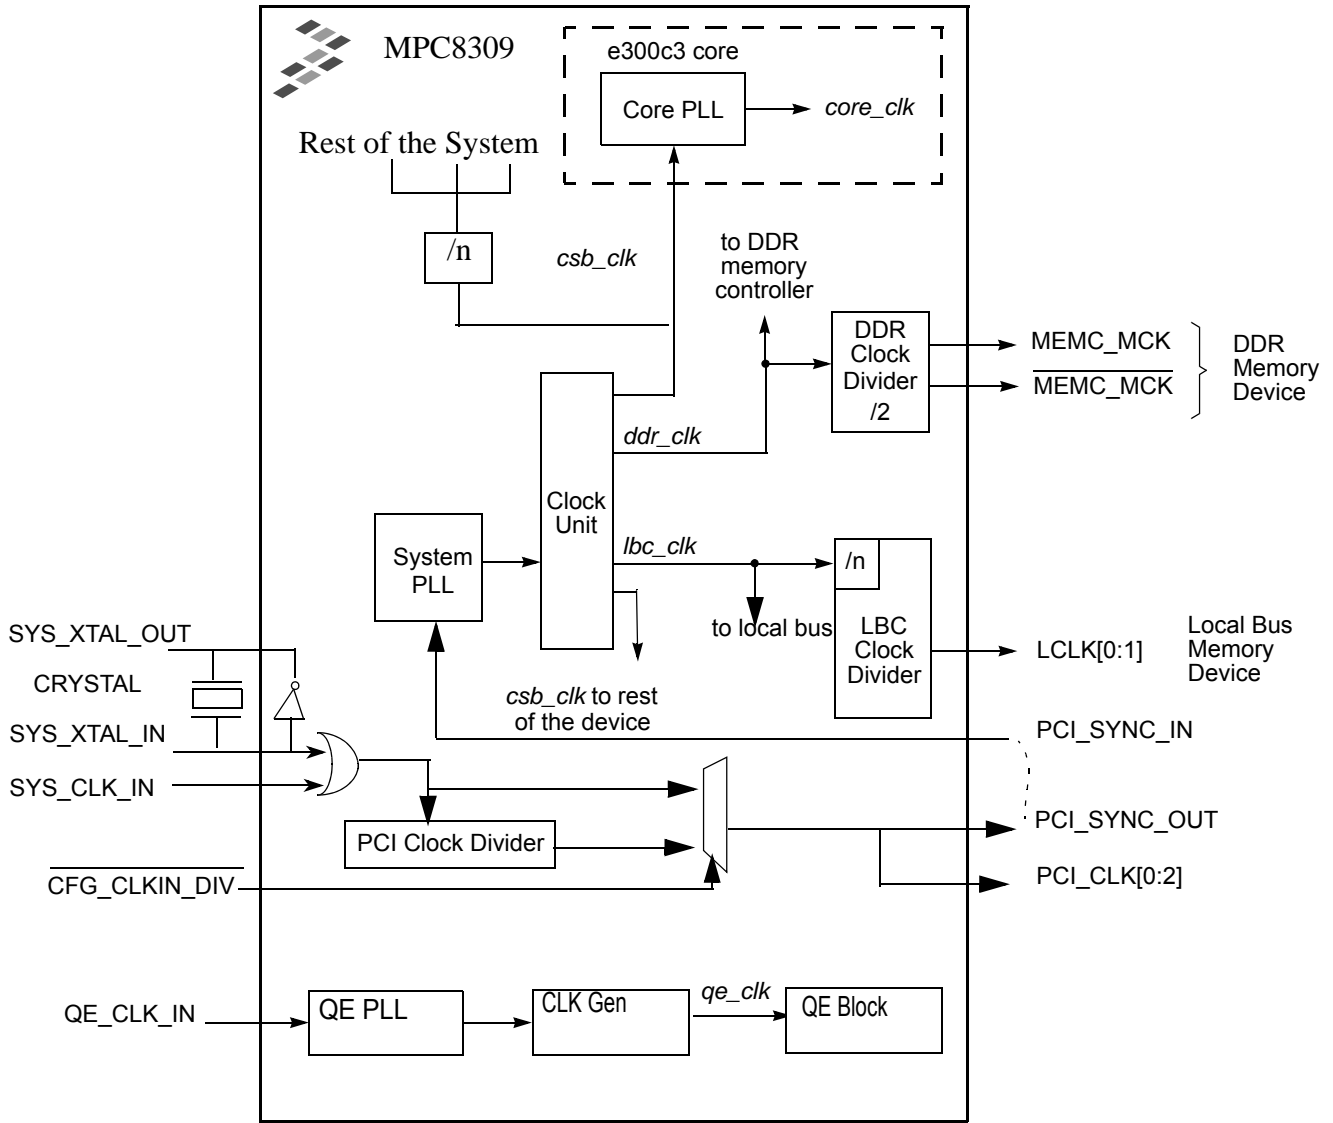 MPC8309
e300c3 core
Core PLL
core_clk
Rest of the System
/n
csb_clk
to DDR
memory
controller
DDR
Clock
Divider
/2
MEMC_MCK
MEMC_MCK
DDR
Memory
Device
ddr_clk
Clock
Unit
System
PLL
lbc_clk
/n
LBC
Clock
Divider
to local bus
LCLK[0:1]
Local Bus
Memory
Device
csb_clk to rest
of the device
SYS_XTAL_OUT
CRYSTAL
SYS_XTAL_IN
SYS_CLK_IN
PCI_SYNC_IN
PCI Clock Divider
PCI_SYNC_OUT
CFG_CLKIN_DIV
PCI_CLK[0:2]
QE_CLK_IN
QE PLL
CLK Gen
qe_clk
QE Block